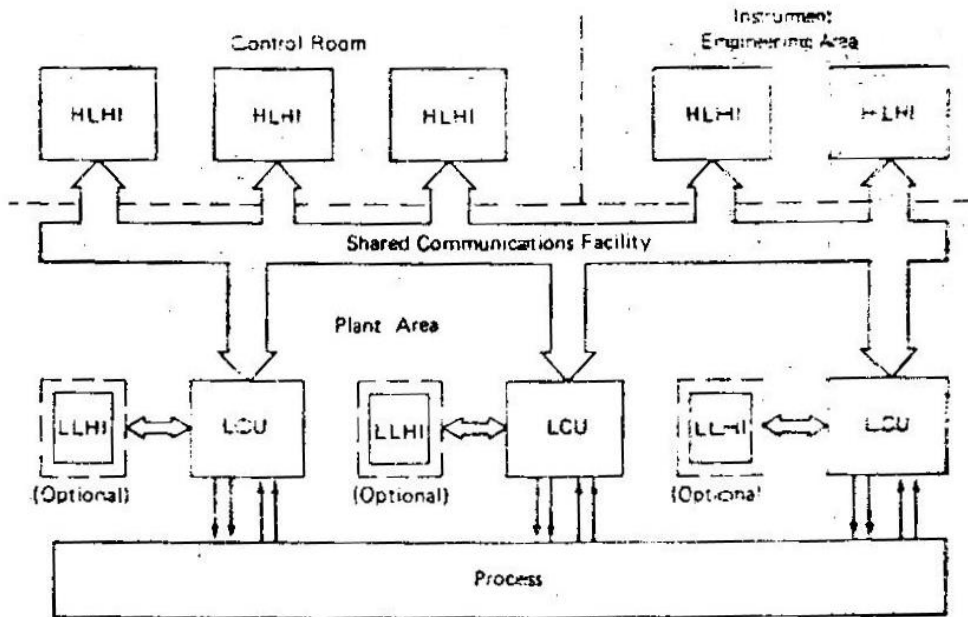 Control Room
Instrument
Engineering Area
HLHI
HLHI
HLHI
HLHI
HLHI
Shared Communications Facility
Plant Area
LLHI
LCU
LLHI
LCU
LLHI
LCU
(Optional)
(Optional)
(Optional
Process